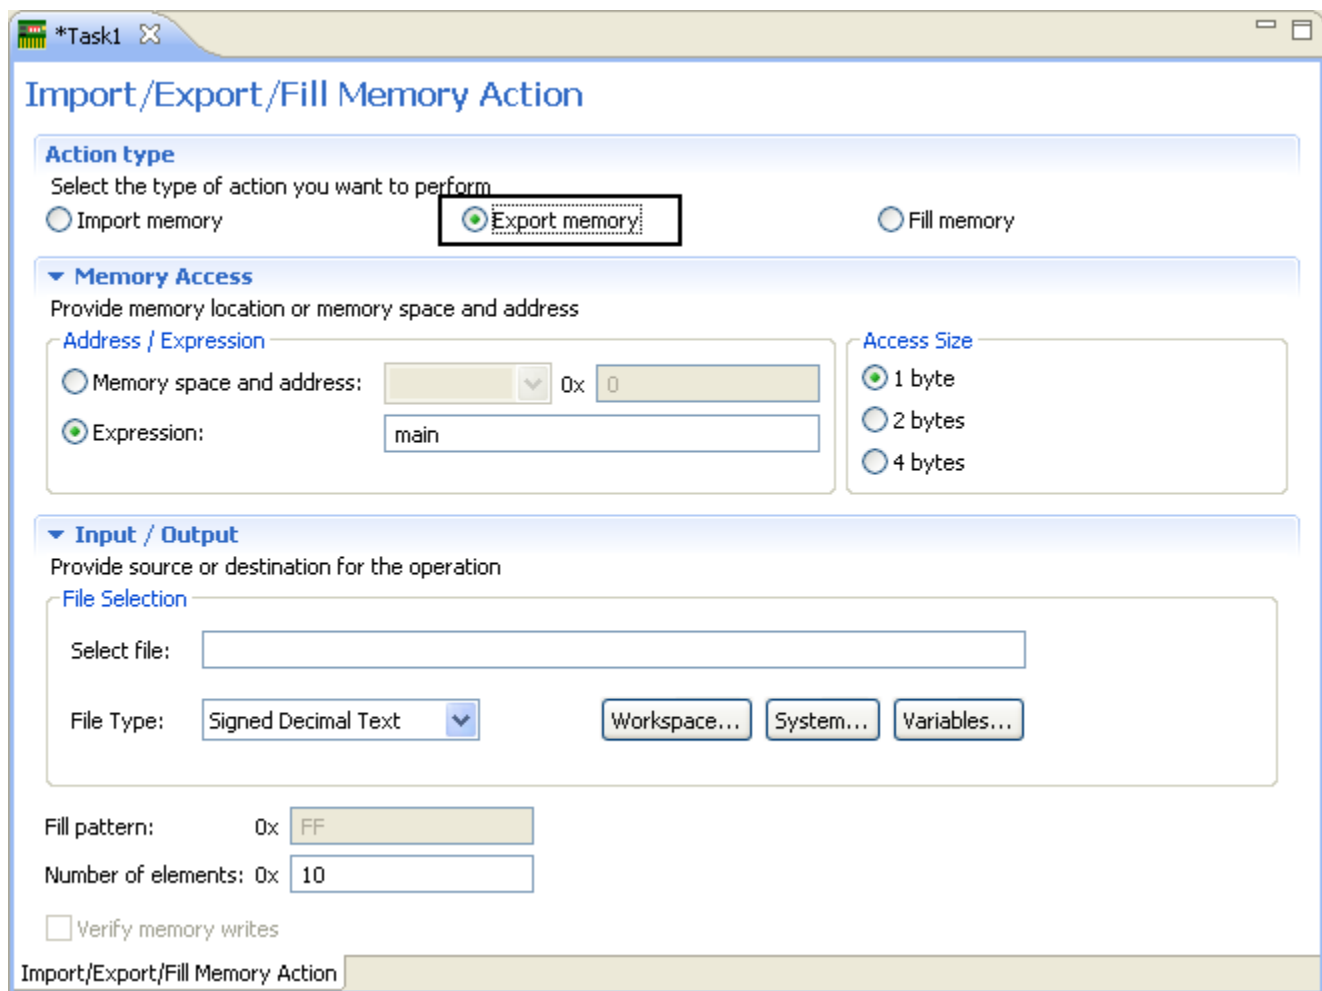 *Task1
Import/Export/Fill Memory Action
Action type
Select the type of action you want to perform
Import memory Export memory Fill memory
Memory Access
Provide memory location or memory space and address
Address / Expression Access Size
Memory space and address: 0x 0 1 byte
Expression: main 2 bytes
4 bytes
Input / Output
Provide source or destination for the operation
File Selection
Select file:
File Type: Signed Decimal Text Workspace... System... Variables...
Fill pattern: 0x FF
Number of elements: 0x 10
Verify memory writes
Import/Export/Fill Memory Action